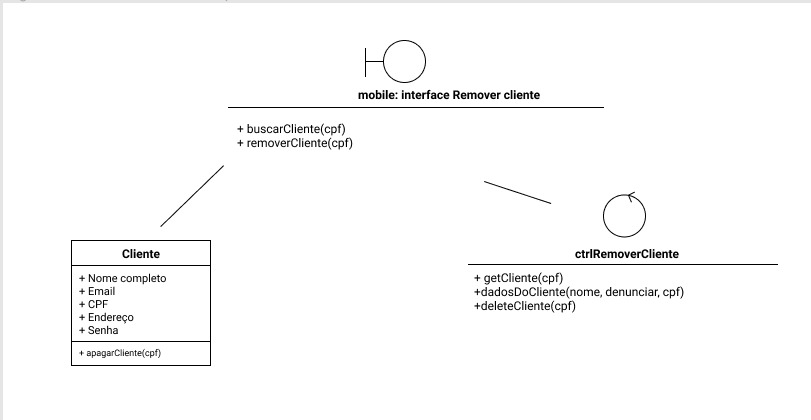 mobile: interface Remover cliente
+ buscarCliente(cpf)
+ removerCliente(cpf)
Cliente
+ Nome completo
+ Email
+ CPF
+ Endereço
+ Senha
+ apagarCliente(cpf)
ctrlRemoverCliente
+ getCliente(cpf)
+dadosDoCliente(nome, denunciar, cpf)
+deleteCliente(cpf)